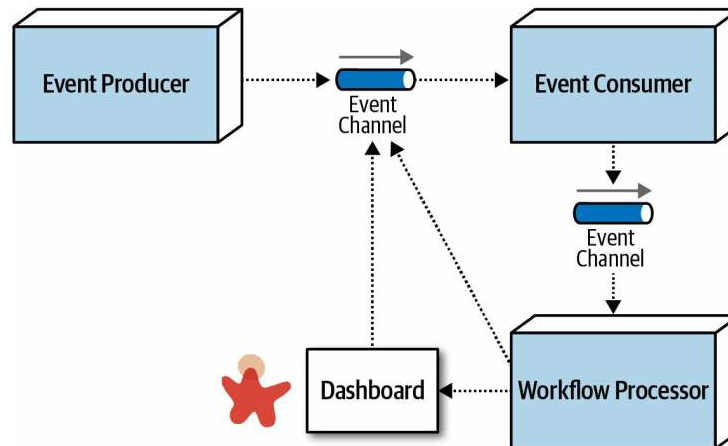 Event Producer
Event
Channel
Event Consumer
Event
Channel
Dashboard
Workflow Processor